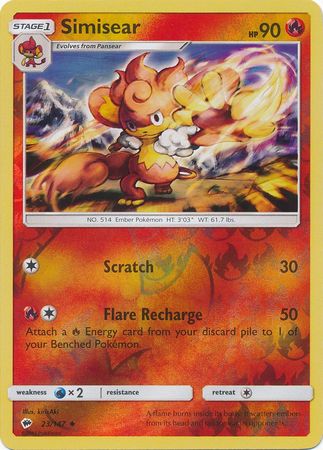 STAGE 1 Simisear HP 90
Evolves from Pansear
NO. 514 Ember Pokémon HT: 3'03" WT: 61.7 lbs.
Scratch 30
Flare Recharge 50
Attach a Energy card from your discard pile to 1 of
your Benched Pokémon.
weakness ×2 resistance retreat
Illus. kirisAki
23/147
A flame burns inside its body. It scatters embers
from its head and tail to